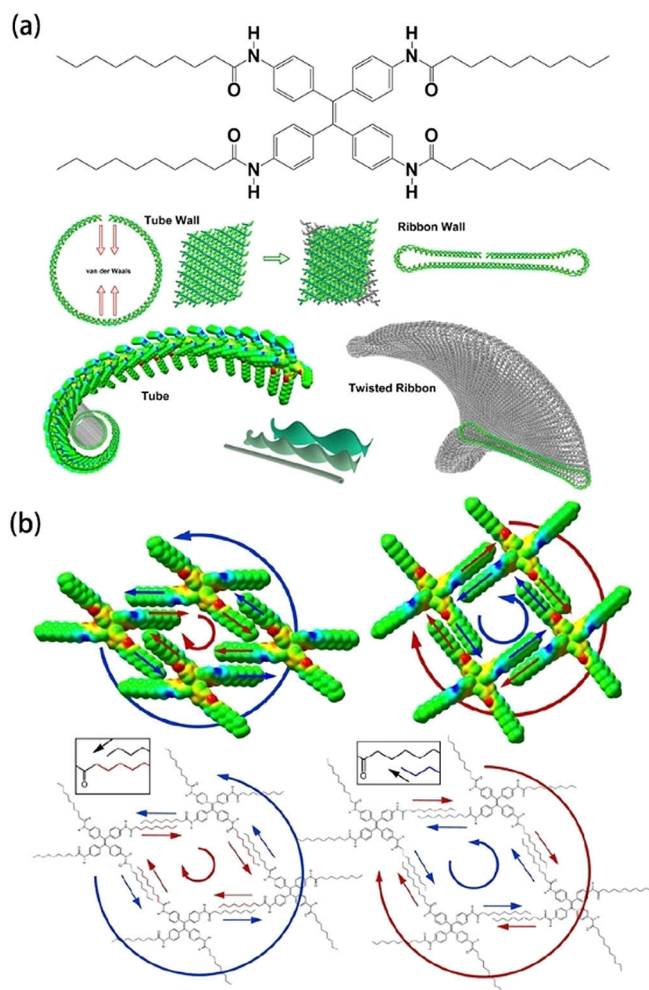 (a)
H H
N N
O O
O O
N N
H H
Tube Wall
Ribbon Wall
van der Waals
Tube
Twisted Ribbon
(b)
O
O